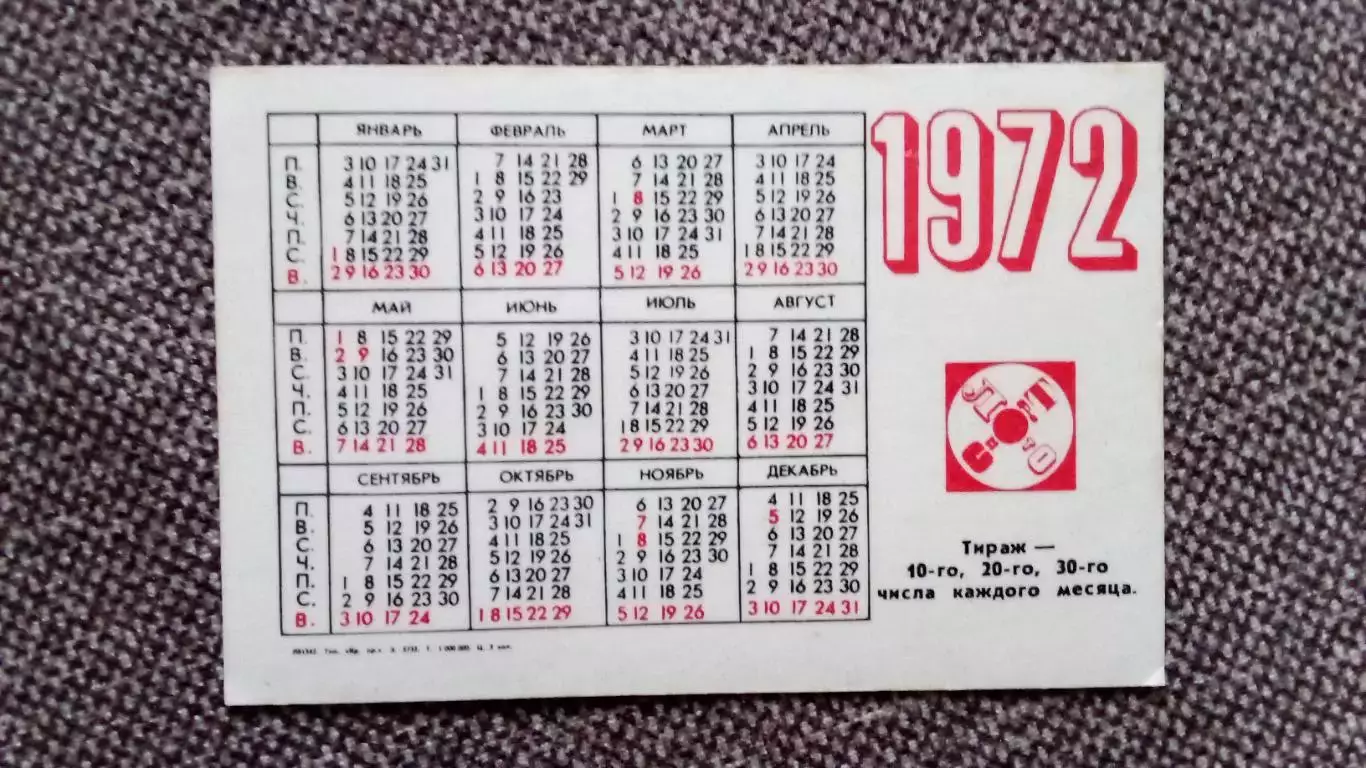 1972
ЯНВАРЬ ФЕВРАЛЬ МАРТ АПРЕЛЬ
П. 3 10 17 24 31 7 14 21 28 6 13 20 27 3 10 17 24
В. 4 11 18 25 1 8 15 22 29 7 14 21 28 4 11 18 25
С. 5 12 19 26 2 9 16 23 1 8 15 22 29 5 12 19 26
Ч. 6 13 20 27 3 10 17 24 2 9 16 23 30 6 13 20 27
П. 7 14 21 28 4 11 18 25 3 10 17 24 31 7 14 21 28
С. 1 8 15 22 29 5 12 19 26 4 11 18 25 1 8 15 22 29
В. 2 9 16 23 30 6 13 20 27 5 12 19 26 2 9 16 23 30
МАЙ ИЮНЬ ИЮЛЬ АВГУСТ
П. 1 8 15 22 29 5 12 19 26 3 10 17 24 31 7 14 21 28
В. 2 9 16 23 30 6 13 20 27 4 11 18 25 1 8 15 22 29
С. 3 10 17 24 31 7 14 21 28 5 12 19 26 2 9 16 23 30
Ч. 4 11 18 25 1 8 15 22 29 6 13 20 27 3 10 17 24 31
П. 5 12 19 26 2 9 16 23 30 7 14 21 28 4 11 18 25
С. 6 13 20 27 3 10 17 24 1 8 15 22 29 5 12 19 26
В. 7 14 21 28 4 11 18 25 2 9 16 23 30 6 13 20 27
СЕНТЯБРЬ ОКТЯБРЬ НОЯБРЬ ДЕКАБРЬ
П. 4 11 18 25 2 9 16 23 30 6 13 20 27 4 11 18 25
В. 5 12 19 26 3 10 17 24 31 7 14 21 28 5 12 19 26
С. 6 13 20 27 4 11 18 25 1 8 15 22 29 6 13 20 27
Ч. 7 14 21 28 5 12 19 26 2 9 16 23 30 7 14 21 28
П. 1 8 15 22 29 6 13 20 27 3 10 17 24 1 8 15 22 29
С. 2 9 16 23 30 7 14 21 28 4 11 18 25 2 9 16 23 30
В. 3 10 17 24 1 8 15 22 29 5 12 19 26 3 10 17 24 31
Тираж —
10-го, 20-го, 30-го
числа каждого месяца.